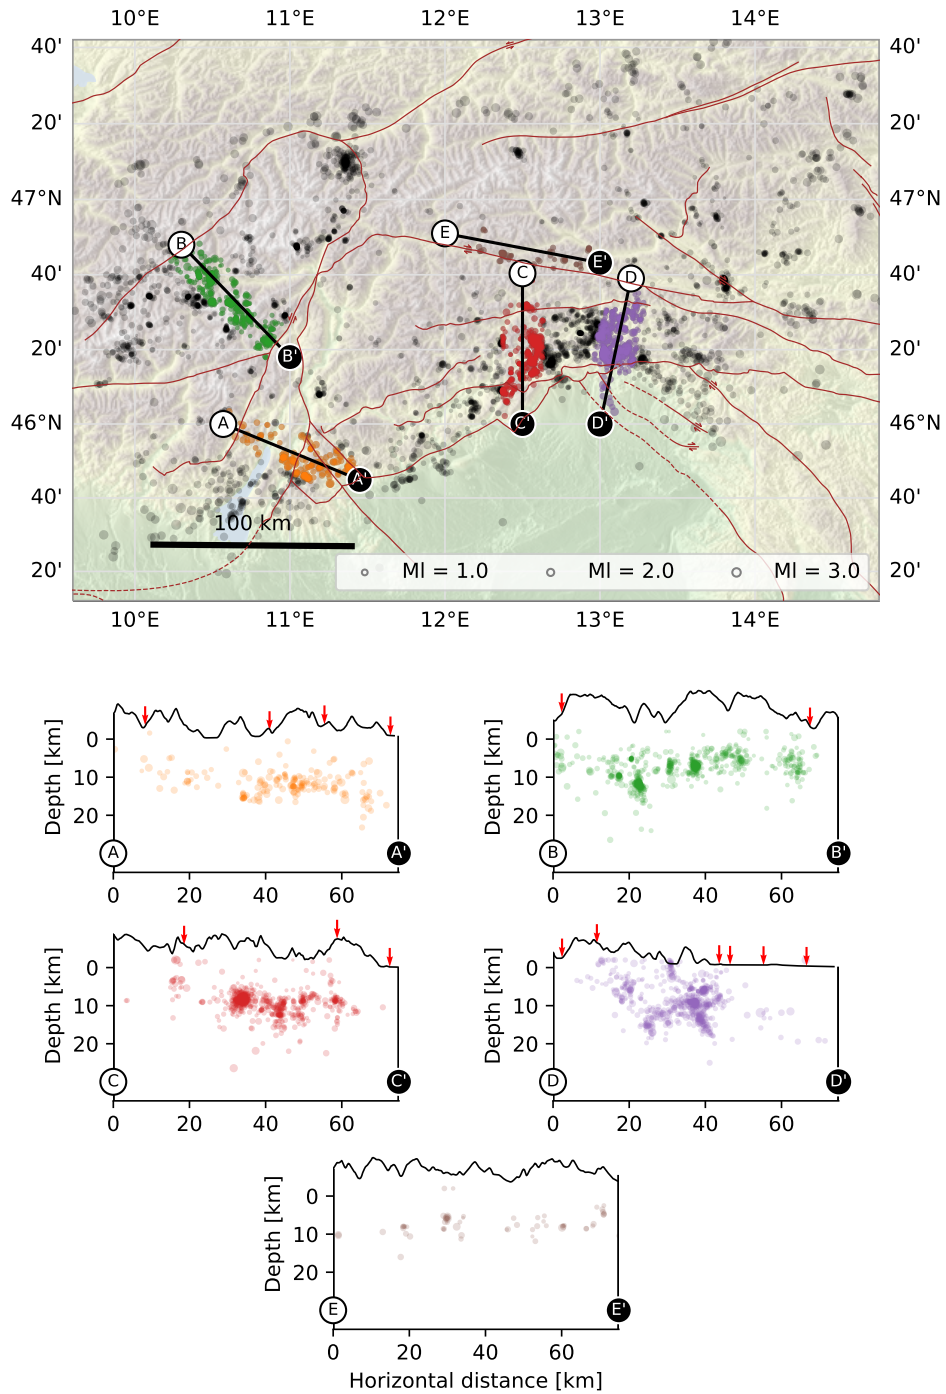 10°E 11°E 12°E 13°E 14°E
40' 40'
20' 20'
47°N 47°N
40' 40'
20' 20'
46°N 46°N
40' 40'
20' 20'
E
B
E'
C D
B'
A
C' D'
A'
100 km
Ml = 1.0 Ml = 2.0 Ml = 3.0
10°E 11°E 12°E 13°E 14°E
Depth [km] 0 10 20
A A'
0 20 40 60
Depth [km] 0 10 20
B B'
0 20 40 60
Depth [km] 0 10 20
C C'
0 20 40 60
Depth [km] 0 10 20
D D'
0 20 40 60
Depth [km] 0 10 20
E E'
0 20 40 60
Horizontal distance [km]